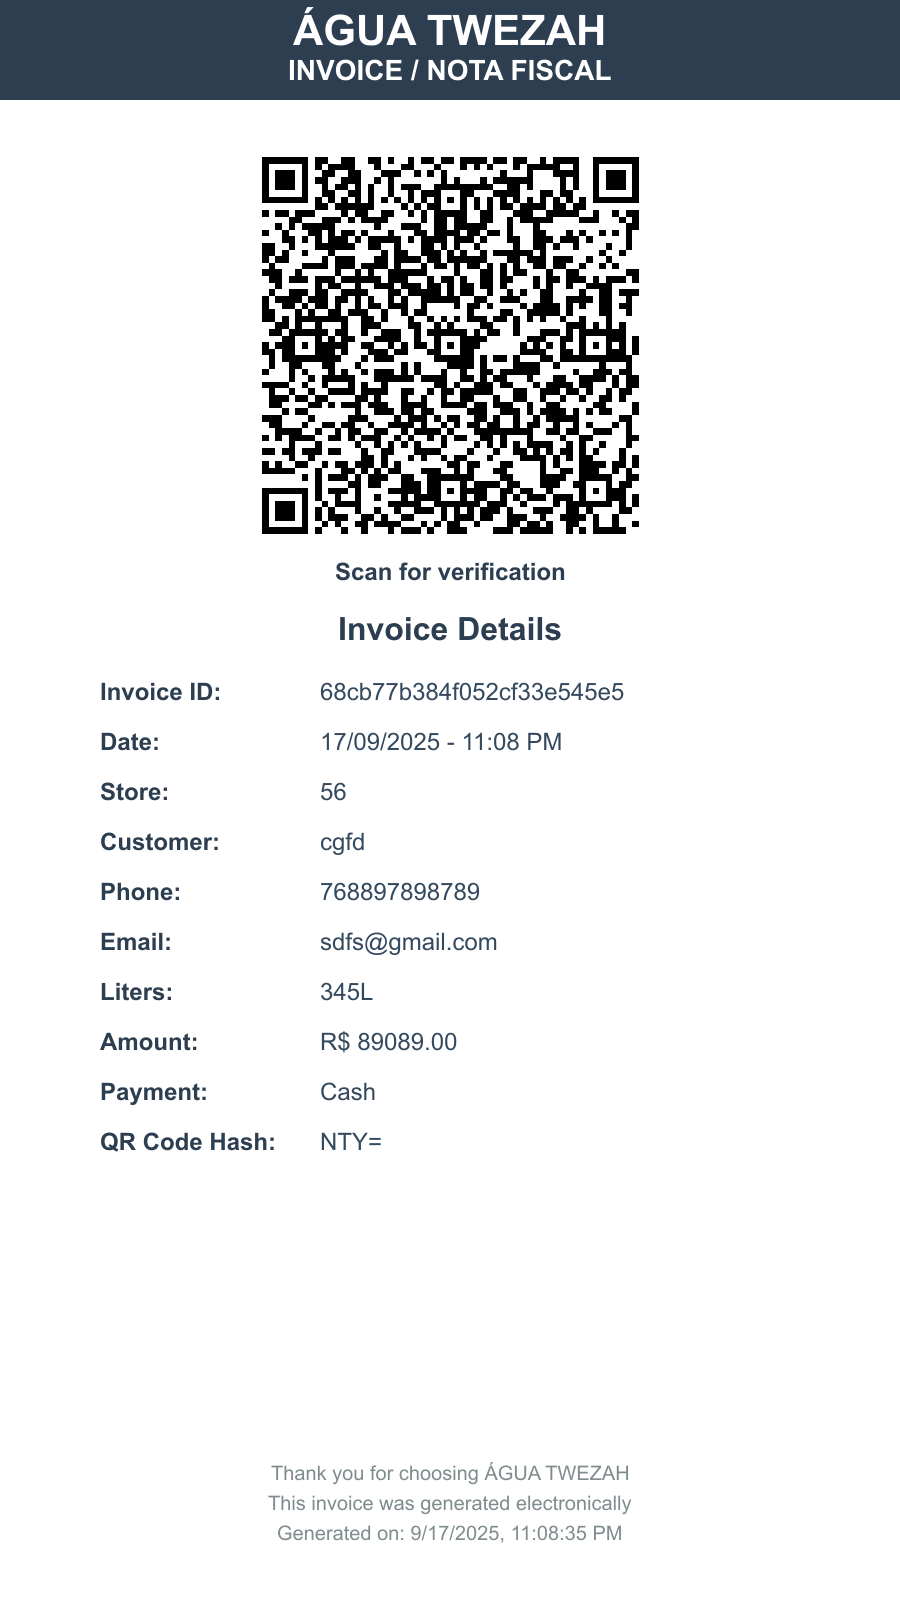 ÁGUA TWEZAH
INVOICE / NOTA FISCAL
Scan for verification
Invoice Details
Invoice ID: 68cb77b384f052cf33e545e5
Date: 17/09/2025 - 11:08 PM
Store: 56
Customer: cgfd
Phone: 768897898789
Email: sdfs@gmail.com
Liters: 345L
Amount: R$ 89089.00
Payment: Cash
QR Code Hash: NTY=
Thank you for choosing ÁGUA TWEZAH
This invoice was generated electronically
Generated on: 9/17/2025, 11:08:35 PM